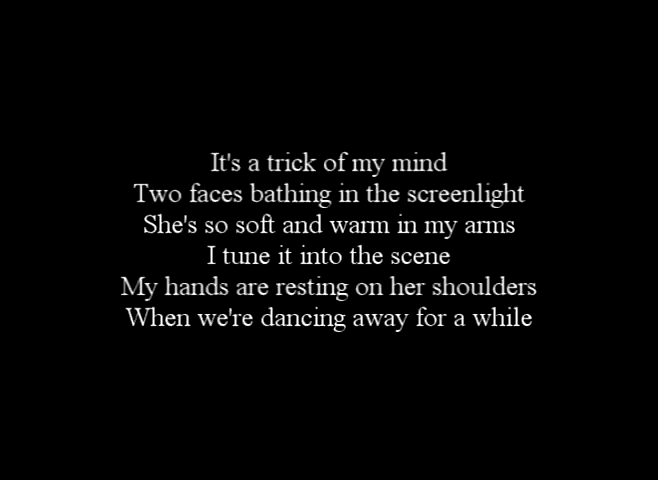 It's a trick of my mind
Two faces bathing in the screenlight
She's so soft and warm in my arms
I tune it into the scene
My hands are resting on her shoulders
When we're dancing away for a while